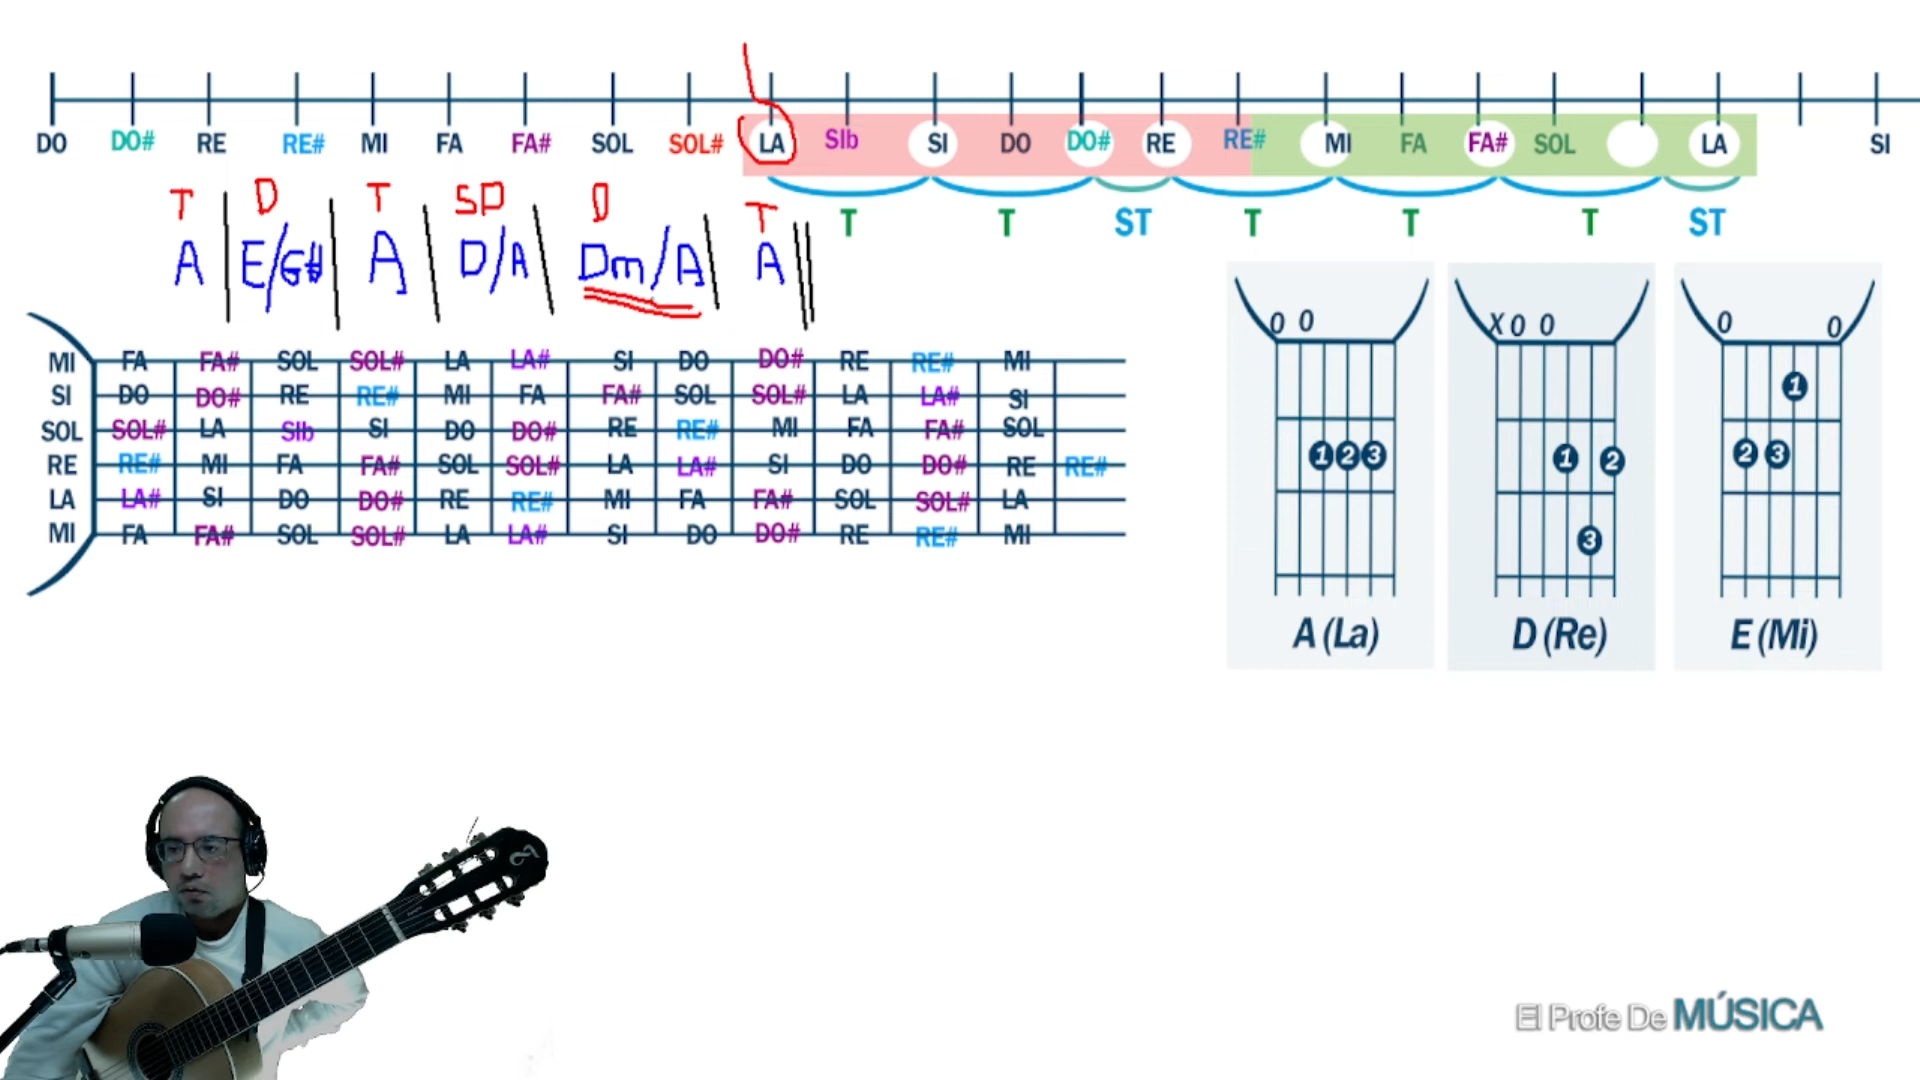 DO DO# RE RE# MI FA FA# SOL SOL# LA SIb SI DO DO# RE RE# MI FA FA# SOL LA SI
T D T SD D T
T T ST T T T ST
A E/G# A D/A Dm/A A
MI FA FA# SOL SOL# LA LA# SI DO DO# RE RE# MI
SI DO DO# RE RE# MI FA FA# SOL SOL# LA LA# SI
SOL SOL# LA SIb SI DO DO# RE RE# MI FA FA# SOL
RE RE# MI FA FA# SOL SOL# LA LA# SI DO DO# RE RE#
LA LA# SI DO DO# RE RE# MI FA FA# SOL SOL# LA
MI FA FA# SOL SOL# LA LA# SI DO DO# RE RE# MI
0 0
1 2 3
A (La)
X 0 0
1 2
3
D (Re)
0 0
1
2 3
E (Mi)
El Profe De MÚSICA